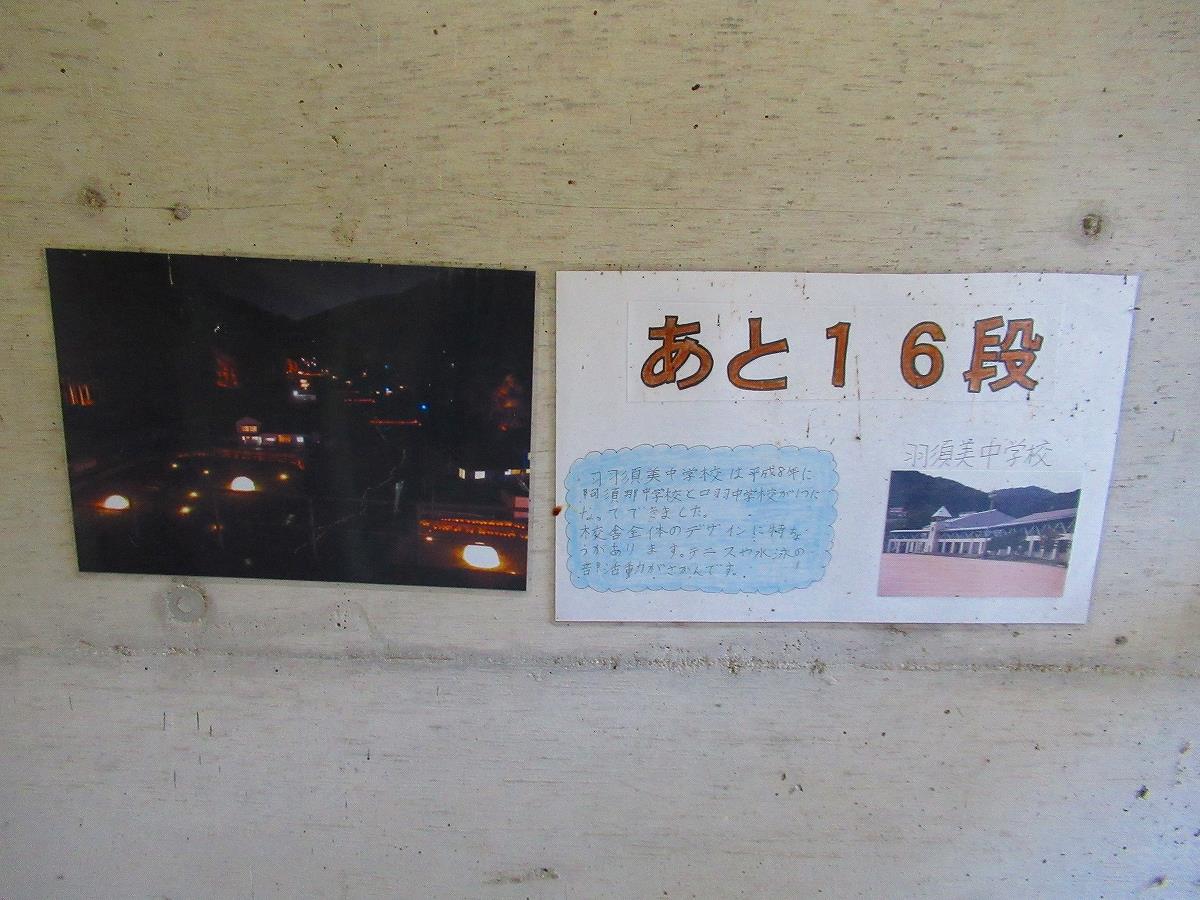 あと16段
羽須美中学校
羽須美中学校は平成8年に
阿須那中学校と口羽中学校が1つに
なってできました。
校舎全体のデザインに特ちょ
うがあります。テニスや水泳の
部活動がさかんです。